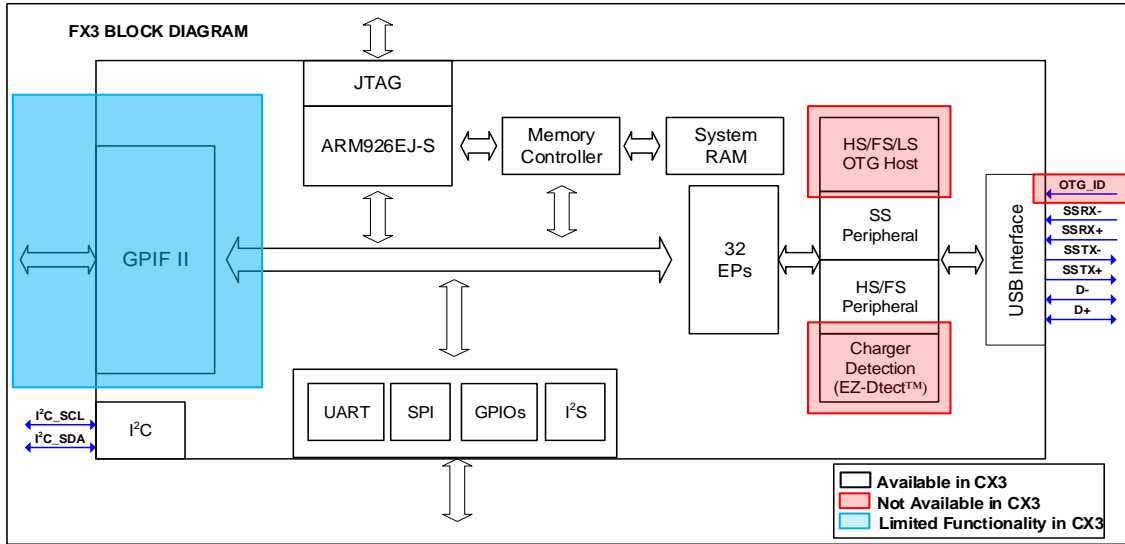 FX3 BLOCK DIAGRAM
JTAG
ARM926EJ-S
Memory
Controller
System
RAM
HS/FS/LS
OTG Host
SS
Peripheral
HS/FS
Peripheral
Charger
Detection
(EZ-Dtect™)
32
EPs
USB Interface
OTG_ID
SSRX-
SSRX+
SSTX-
SSTX+
D-
D+
GPIF II
I²C_SCL
I²C_SDA
I²C
UART
SPI
GPIOs
I²S
Available in CX3
Not Available in CX3
Limited Functionality in CX3